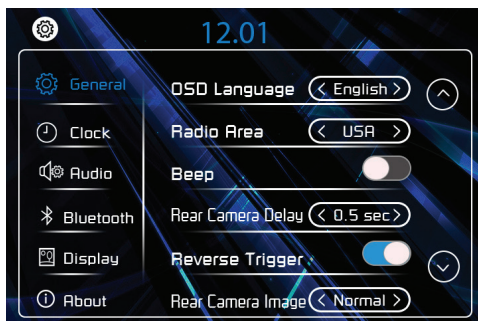 12.01
General
OSD Language < English >
Clock
Radio Area < USA >
Audio
Beep
Bluetooth
Rear Camera Delay < 0.5 sec >
Display
Reverse Trigger
About
Rear Camera Image < Normal >